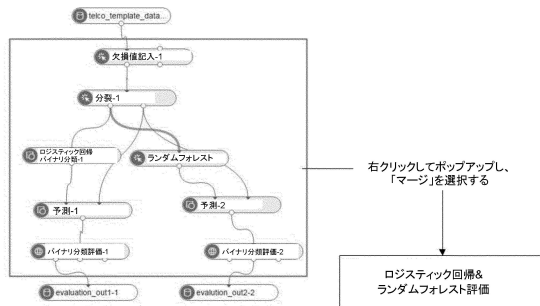 telco_template_data...
欠損値記入-1
分裂-1
ロジスティック回帰
バイナリ分類-1
ランダムフォレスト
予測-1
予測-2
バイナリ分類評価-1
バイナリ分類評価-2
evaluation_out1-1
evalution_out2-2
右クリックしてポップアップし、
「マージ」を選択する
ロジスティック回帰&
ランダムフォレスト評価